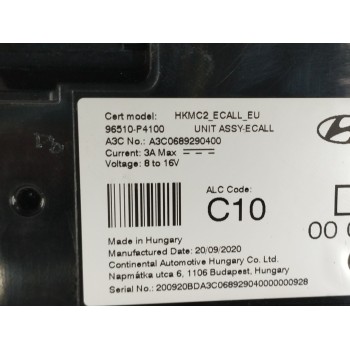 Cert model: HKMC2_ECALL_EU
96510-P4100 UNIT ASSY-ECALL
A3C No.: A3C0689290400
Current: 3A Max
Voltage: 8 to 16V
ALC Code:
C10
00
Made in Hungary
Manufactured Date: 20/09/2020
Continental Automotive Hungary Co. Ltd.
Napmátka utca 6, 1106 Budapest, Hungary
Serial No.: 200920BDA3C0689290400000000928